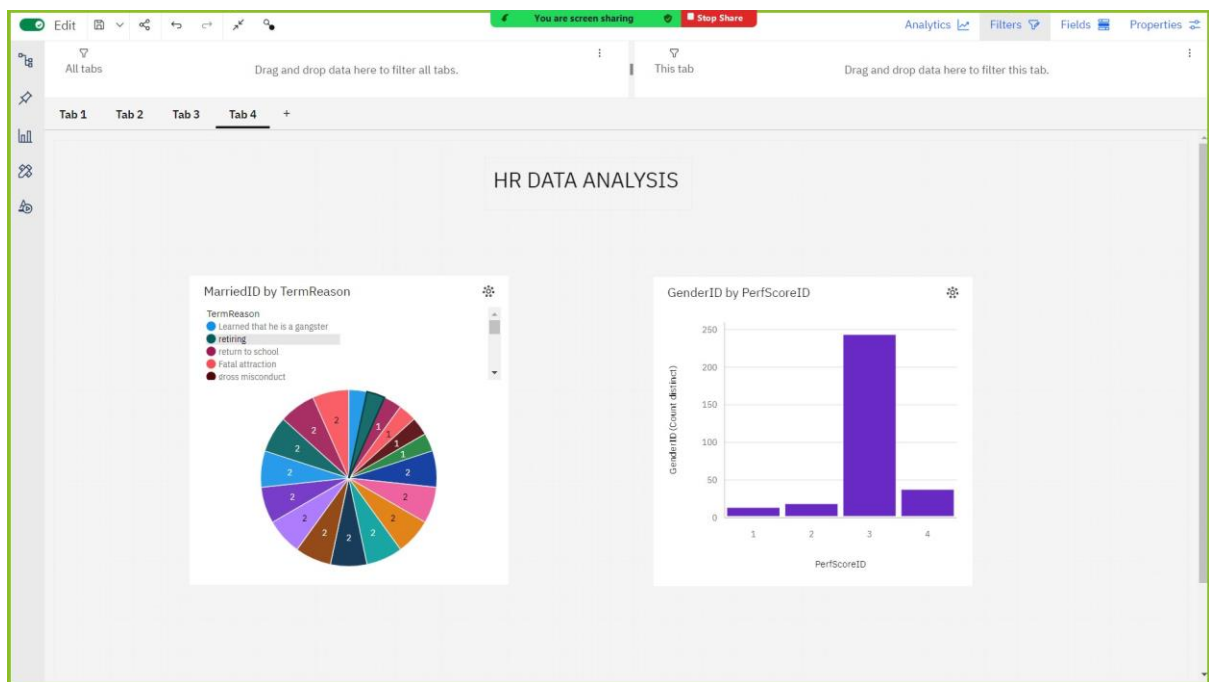 Edit
You are screen sharing
Stop Share
Analytics
Filters
Fields
Properties
All tabs
Drag and drop data here to filter all tabs.
This tab
Drag and drop data here to filter this tab.
Tab 1 Tab 2 Tab 3 Tab 4 +
HR DATA ANALYSIS
MarriedID by TermReason
TermReason
Learned that he is a gangster
retiring
return to school
Fatal attraction
gross misconduct
1
1
1
1
2
2
2
2
2
2
2
2
2
2
2
2
GenderID by PerfScoreID
GenderID (Count distinct)
250
200
150
100
50
0
1 2 3 4
PerfScoreID